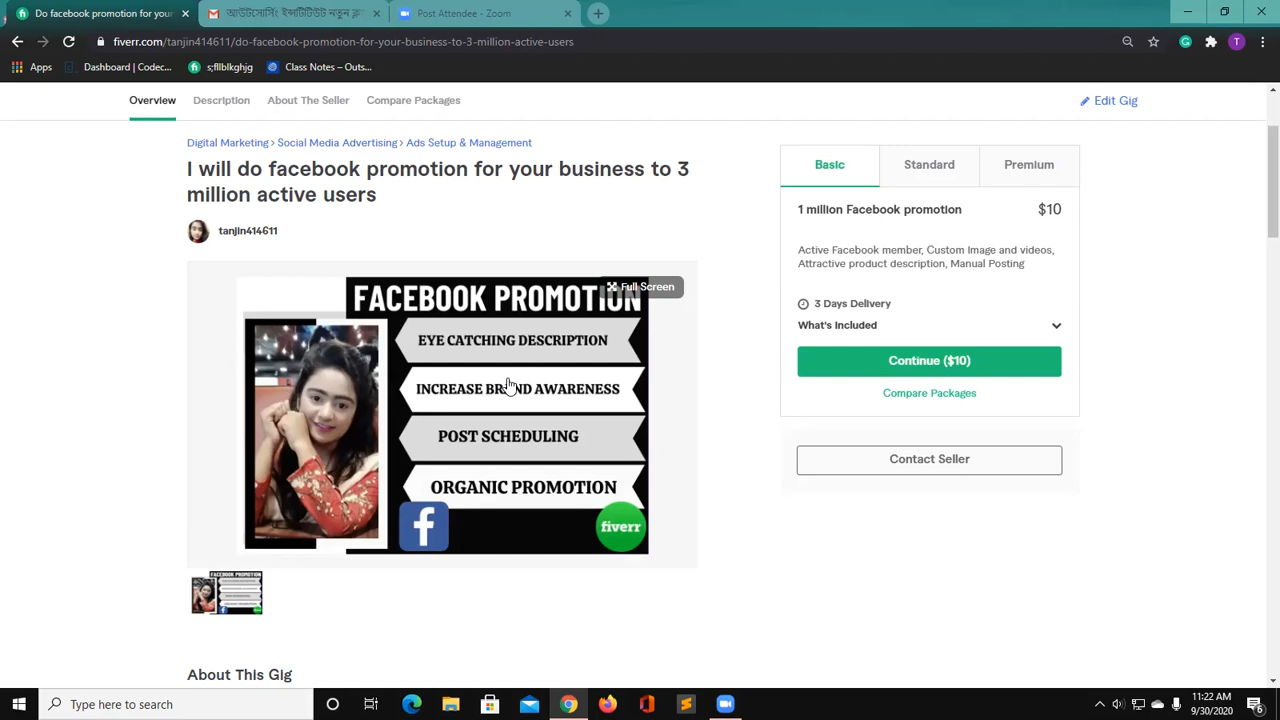 do facebook promotion for your b
আউটসোর্সিং ইন্সটিটিউট নতুন ক্লা
Post Attendee - Zoom
fiverr.com/tanjin414611/do-facebook-promotion-for-your-business-to-3-million-active-users
T
Apps
Dashboard | Codec...
s;fllblkghjg
Class Notes – Outs...
Overview
Description
About The Seller
Compare Packages
Edit Gig
Digital Marketing > Social Media Advertising > Ads Setup & Management
I will do facebook promotion for your business to 3
million active users
tanjin414611
Full Screen
FACEBOOK PROMOTION
EYE CATCHING DESCRIPTION
INCREASE BRAND AWARENESS
POST SCHEDULING
ORGANIC PROMOTION
f
fiverr
Basic
Standard
Premium
1 million Facebook promotion
$10
Active Facebook member, Custom Image and videos,
Attractive product description, Manual Posting
3 Days Delivery
What's Included
Continue ($10)
Compare Packages
Contact Seller
About This Gig
Type here to search
11:22 AM
9/30/2020
6